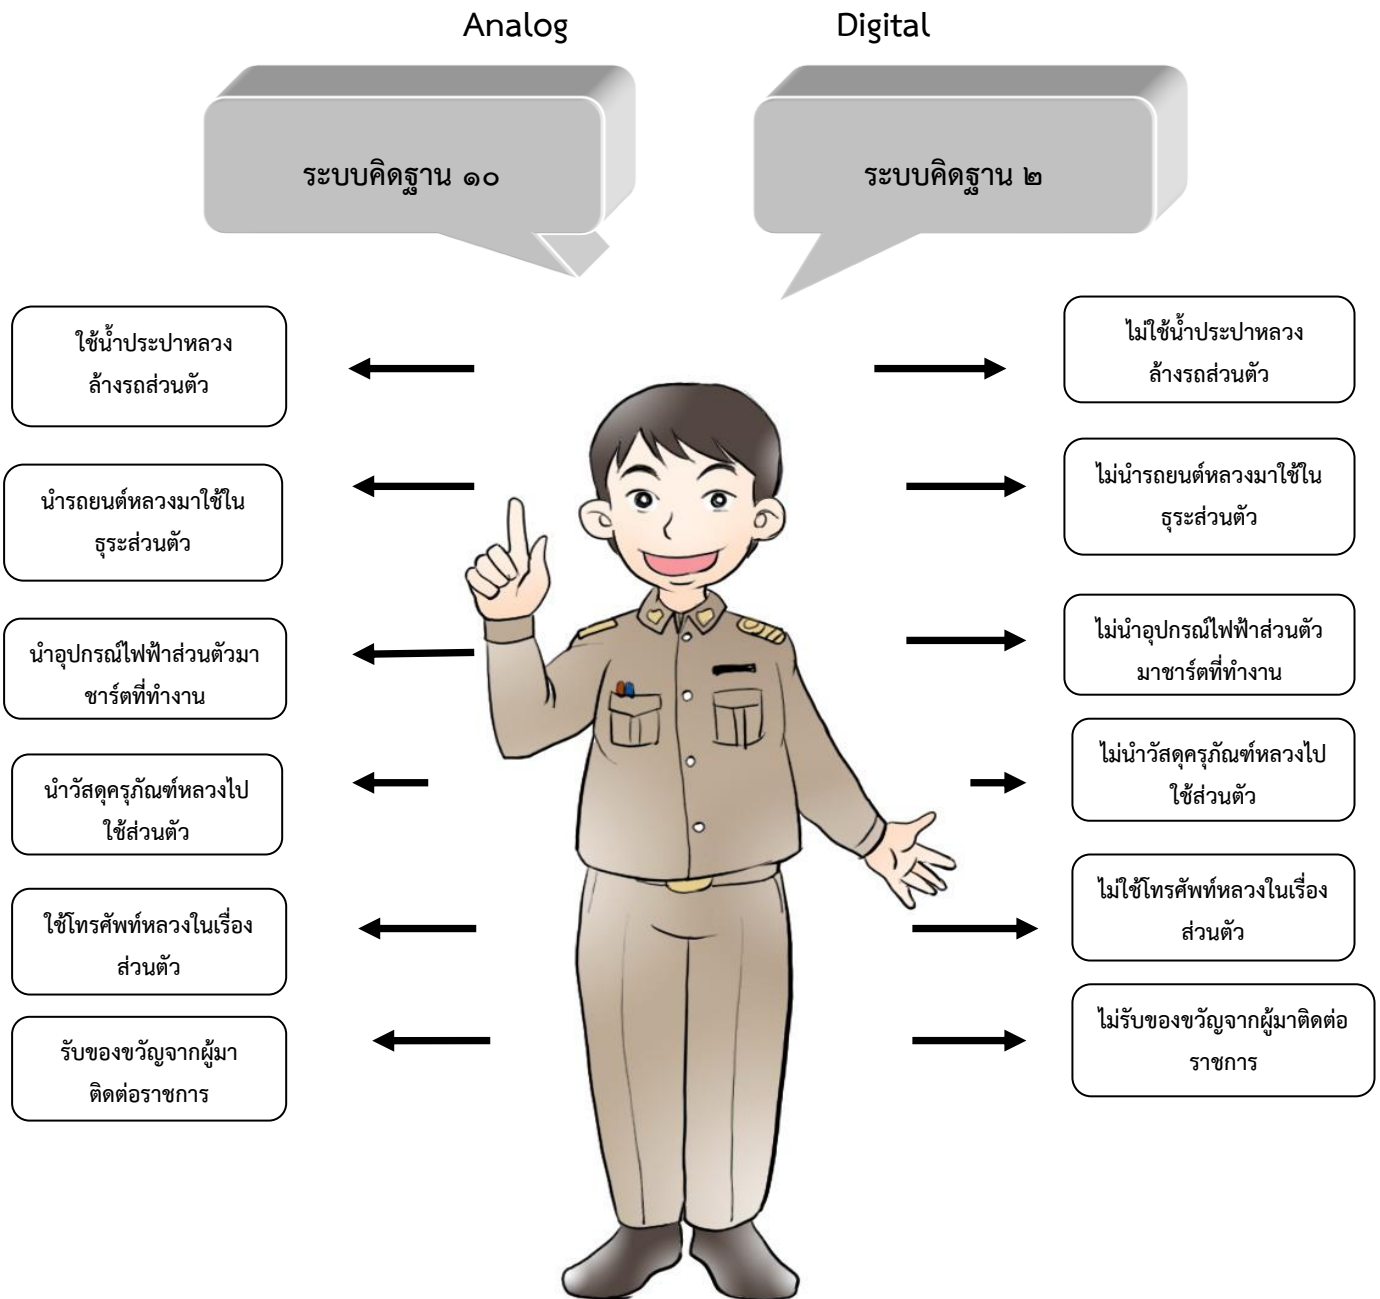 Analog
Digital
ระบบคิดฐาน ๑๐
ระบบคิดฐาน ๒
ใช้น้ำประปาหลวง
ล้างรถส่วนตัว
ไม่ใช้น้ำประปาหลวง
ล้างรถส่วนตัว
นำรถยนต์หลวงมาใช้ใน
ธุระส่วนตัว
ไม่นำรถยนต์หลวงมาใช้ใน
ธุระส่วนตัว
นำอุปกรณ์ไฟฟ้าส่วนตัวมา
ชาร์ตที่ทำงาน
ไม่นำอุปกรณ์ไฟฟ้าส่วนตัว
มาชาร์ตที่ทำงาน
นำวัสดุครุภัณฑ์หลวงไป
ใช้ส่วนตัว
ไม่นำวัสดุครุภัณฑ์หลวงไป
ใช้ส่วนตัว
ใช้โทรศัพท์หลวงในเรื่อง
ส่วนตัว
ไม่ใช้โทรศัพท์หลวงในเรื่อง
ส่วนตัว
รับของขวัญจากผู้มา
ติดต่อราชการ
ไม่รับของขวัญจากผู้มาติดต่อ
ราชการ